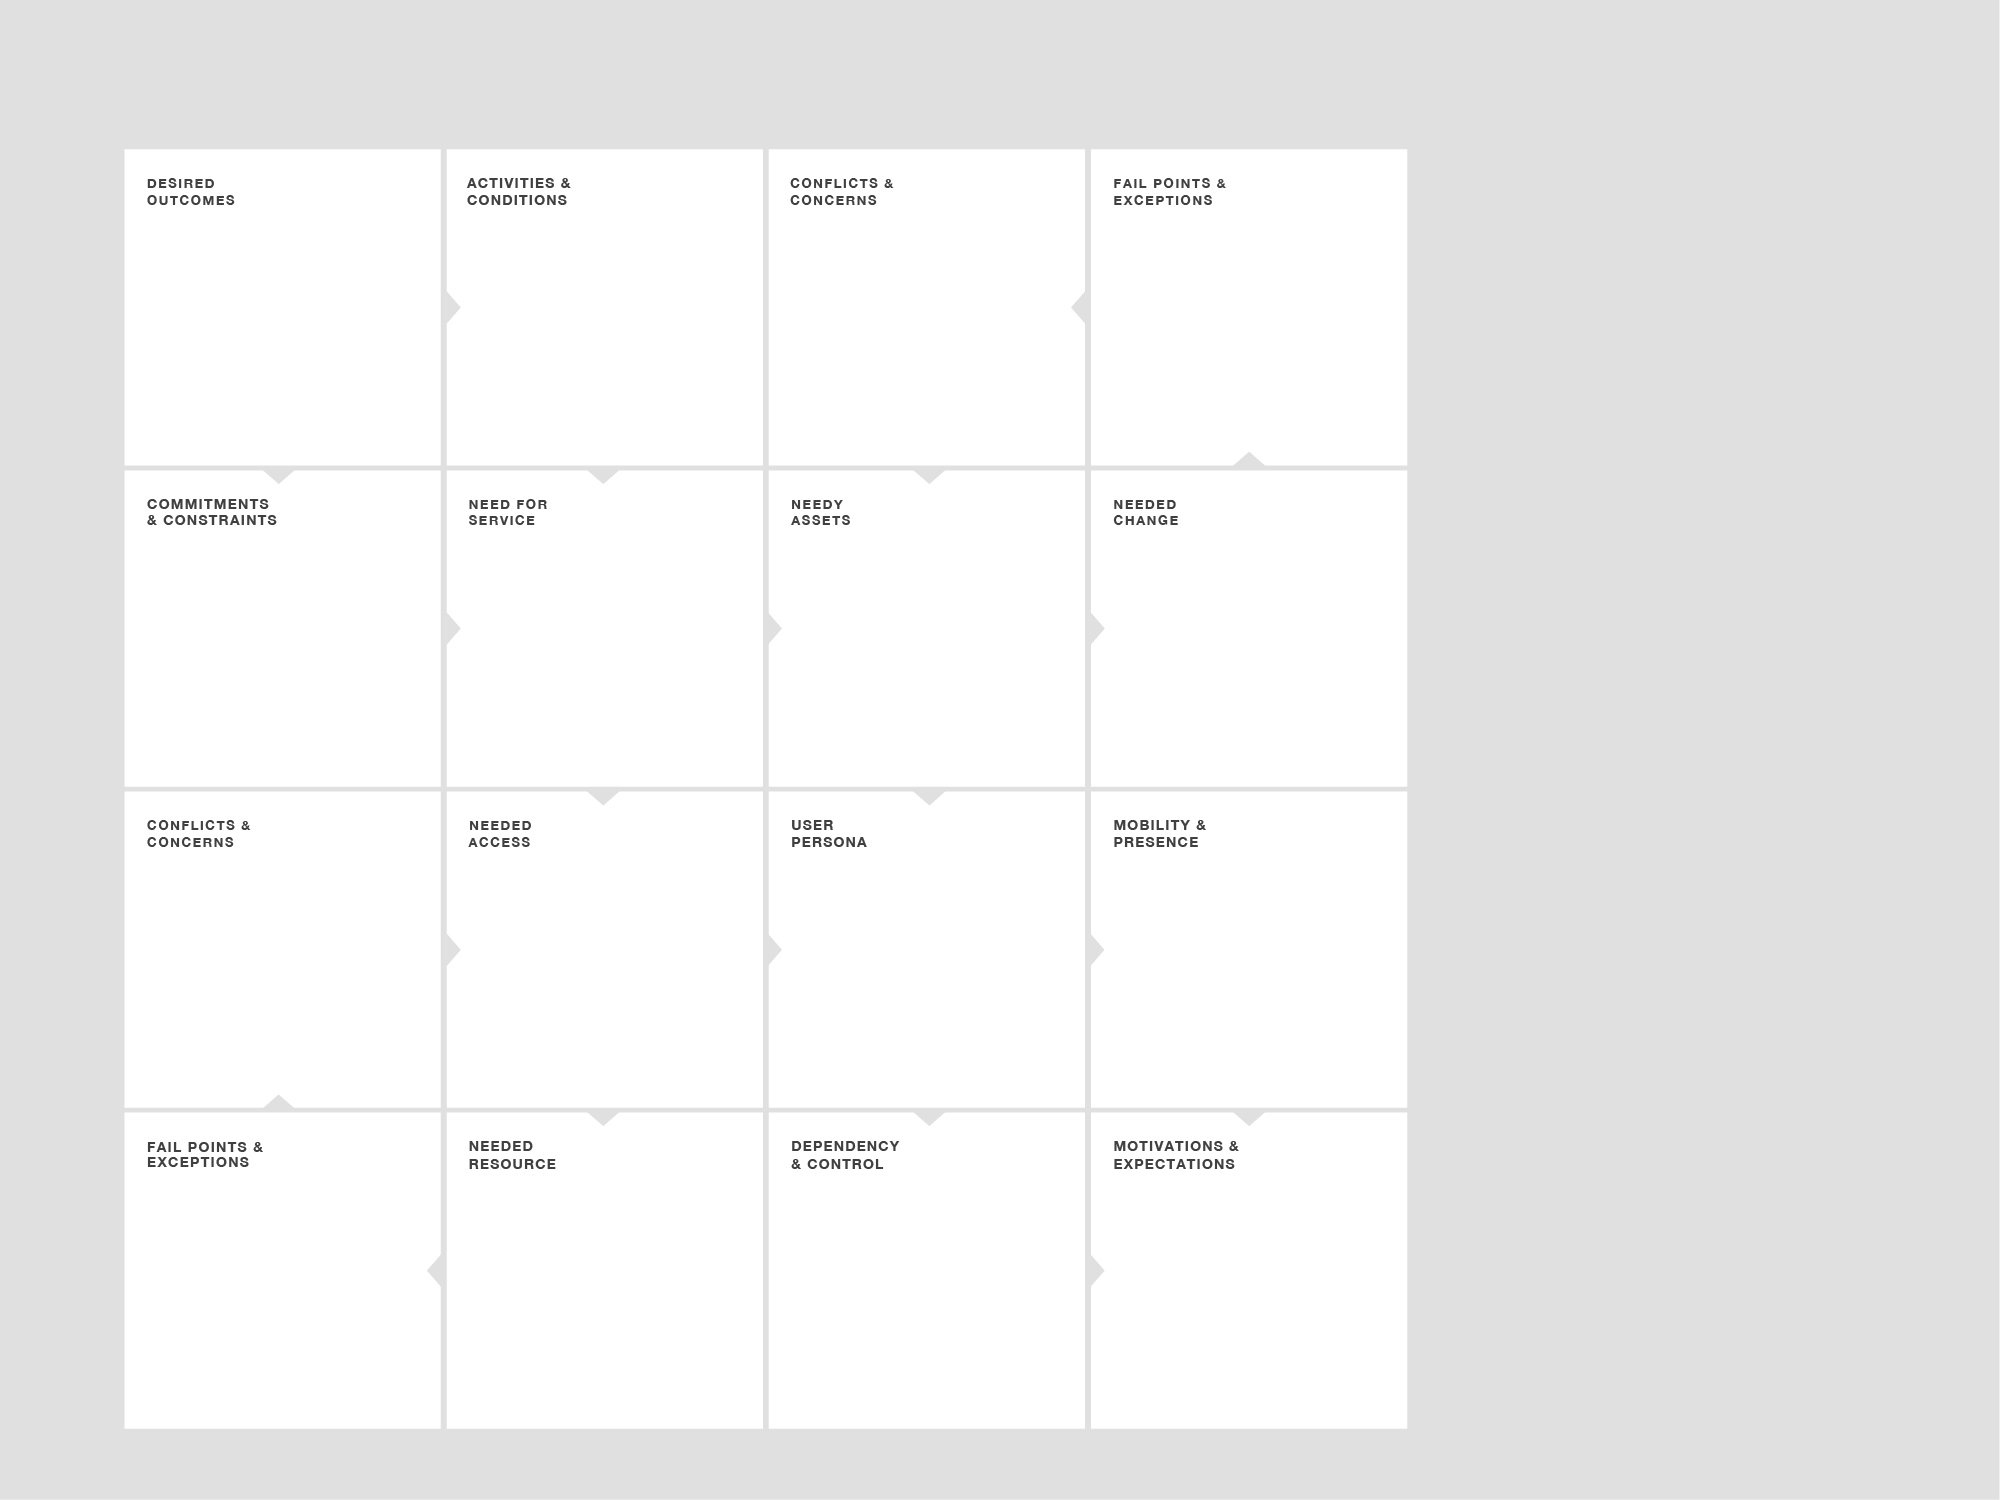 DESIRED
OUTCOMES
ACTIVITIES &
CONDITIONS
CONFLICTS &
CONCERNS
FAIL POINTS &
EXCEPTIONS
COMMITMENTS
& CONSTRAINTS
NEED FOR
SERVICE
NEEDY
ASSETS
NEEDED
CHANGE
CONFLICTS &
CONCERNS
NEEDED
ACCESS
USER
PERSONA
MOBILITY &
PRESENCE
FAIL POINTS &
EXCEPTIONS
NEEDED
RESOURCE
DEPENDENCY
& CONTROL
MOTIVATIONS &
EXPECTATIONS